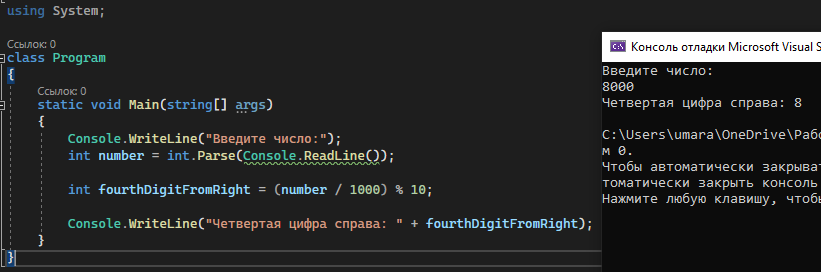 using System;
Ссылок: 0
class Program
{
Ссылок: 0
static void Main(string[] args)
{
Console.WriteLine("Введите число:");
int number = int.Parse(Console.ReadLine());
int fourthDigitFromRight = (number / 1000) % 10;
Console.WriteLine("Четвертая цифра справа: " + fourthDigitFromRight);
}
}
Консоль отладки Microsoft Visual S
Введите число:
8000
Четвертая цифра справа: 8
C:\Users\umara\OneDrive\Рабо
м 0.
Чтобы автоматически закрыват
томатически закрыть консоль
Нажмите любую клавишу, чтобы